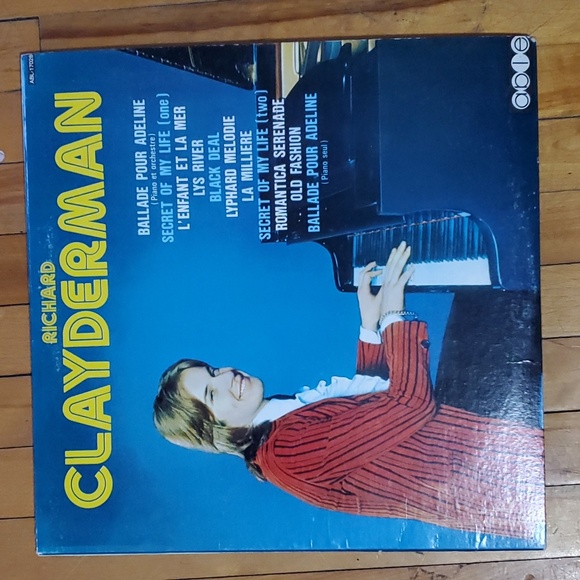 RICHARD
CLAYDERMAN
BALLADE POUR ADELINE
(Piano et orchestre)
SECRET OF MY LIFE (one)
L'ENFANT ET LA MER
LYS RIVER
BLACK DEAL
LYPHARD MELODIE
LA MILLIERE
SECRET OF MY LIFE (two)
ROMANTICA SERENADE
OLD FASHION
BALLADE POUR ADELINE
(Piano seul)
able